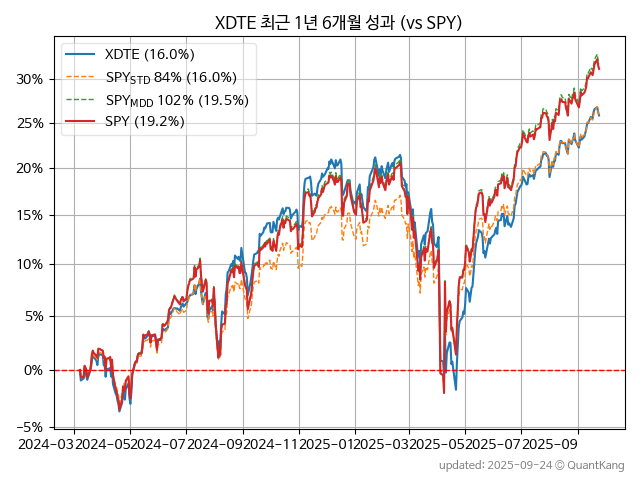 XDTE 최근 1년 6개월 성과 (vs SPY)
XDTE (16.0%)
SPY_STD 84% (16.0%)
SPY_MDD 102% (19.5%)
SPY (19.2%)
30%
25%
20%
15%
10%
5%
0%
−5%
2024-03 2024-05 2024-07 2024-09 2024-11 2025-01 2025-03 2025-05 2025-07 2025-09
updated: 2025-09-24 © QuantKang